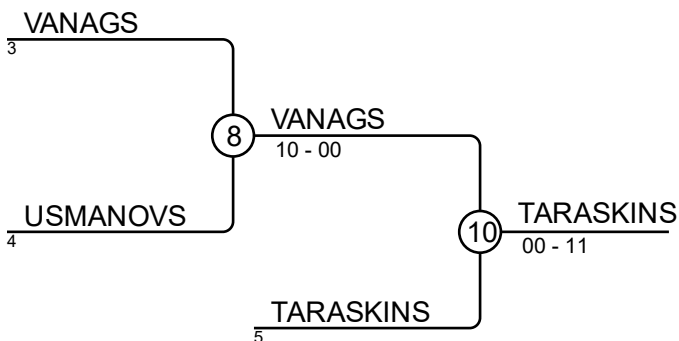 VANAGS
3
8
VANAGS
10 - 00
USMANOVS
4
10
TARASKINS
00 - 11
TARASKINS
5